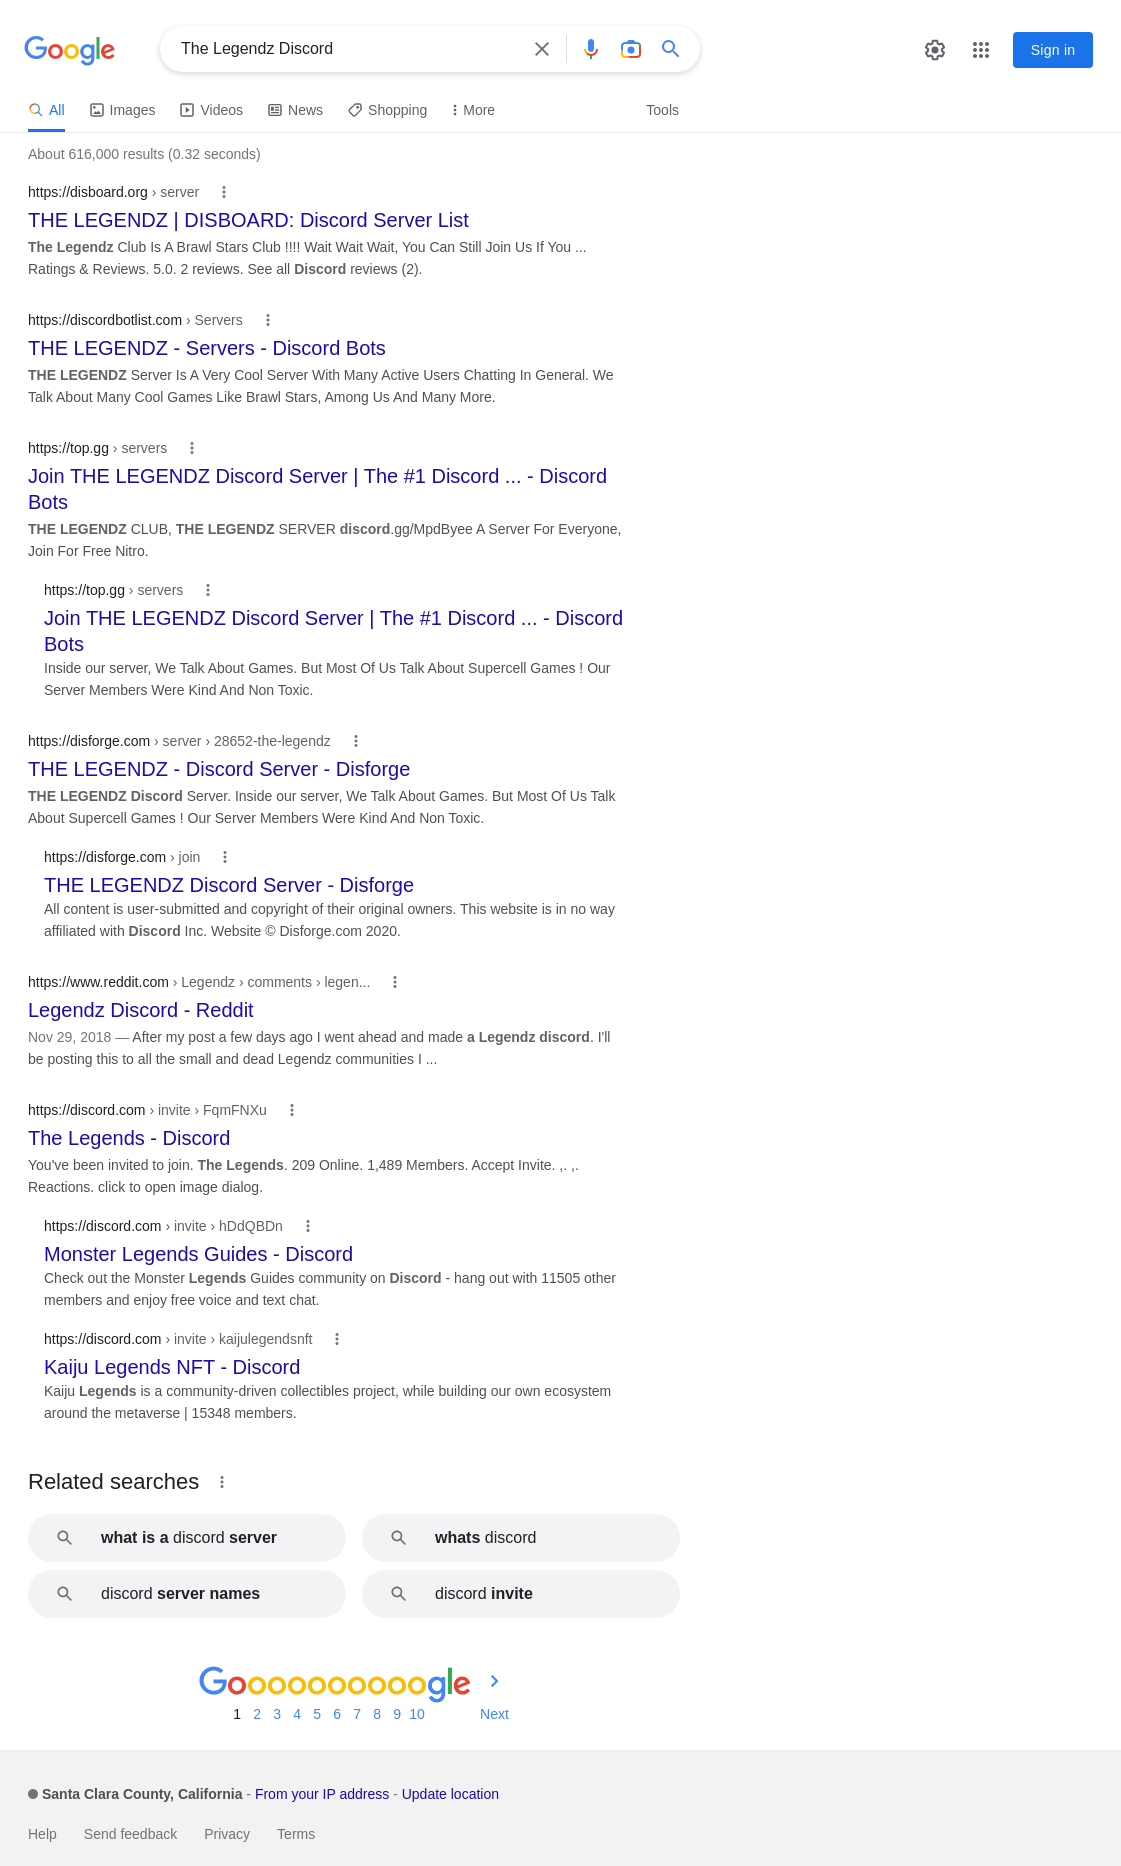 Google
The Legendz Discord
Sign in
All Images Videos News Shopping More Tools
About 616,000 results (0.32 seconds)
https://disboard.org › server
THE LEGENDZ | DISBOARD: Discord Server List
The Legendz Club Is A Brawl Stars Club !!!! Wait Wait Wait, You Can Still Join Us If You ...
Ratings & Reviews. 5.0. 2 reviews. See all Discord reviews (2).
https://discordbotlist.com › Servers
THE LEGENDZ - Servers - Discord Bots
THE LEGENDZ Server Is A Very Cool Server With Many Active Users Chatting In General. We
Talk About Many Cool Games Like Brawl Stars, Among Us And Many More.
https://top.gg › servers
Join THE LEGENDZ Discord Server | The #1 Discord ... - Discord
Bots
THE LEGENDZ CLUB, THE LEGENDZ SERVER discord.gg/MpdByee A Server For Everyone,
Join For Free Nitro.
https://top.gg › servers
Join THE LEGENDZ Discord Server | The #1 Discord ... - Discord
Bots
Inside our server, We Talk About Games. But Most Of Us Talk About Supercell Games ! Our
Server Members Were Kind And Non Toxic.
https://disforge.com › server › 28652-the-legendz
THE LEGENDZ - Discord Server - Disforge
THE LEGENDZ Discord Server. Inside our server, We Talk About Games. But Most Of Us Talk
About Supercell Games ! Our Server Members Were Kind And Non Toxic.
https://disforge.com › join
THE LEGENDZ Discord Server - Disforge
All content is user-submitted and copyright of their original owners. This website is in no way
affiliated with Discord Inc. Website © Disforge.com 2020.
https://www.reddit.com › Legendz › comments › legen...
Legendz Discord - Reddit
Nov 29, 2018 — After my post a few days ago I went ahead and made a Legendz discord. I'll
be posting this to all the small and dead Legendz communities I ...
https://discord.com › invite › FqmFNXu
The Legends - Discord
You've been invited to join. The Legends. 209 Online. 1,489 Members. Accept Invite. ,. ,.
Reactions. click to open image dialog.
https://discord.com › invite › hDdQBDn
Monster Legends Guides - Discord
Check out the Monster Legends Guides community on Discord - hang out with 11505 other
members and enjoy free voice and text chat.
https://discord.com › invite › kaijulegendsnft
Kaiju Legends NFT - Discord
Kaiju Legends is a community-driven collectibles project, while building our own ecosystem
around the metaverse | 15348 members.
Related searches
what is a discord server
whats discord
discord server names
discord invite
Goooooooooogle
1 2 3 4 5 6 7 8 9 10 Next
Santa Clara County, California - From your IP address - Update location
Help Send feedback Privacy Terms